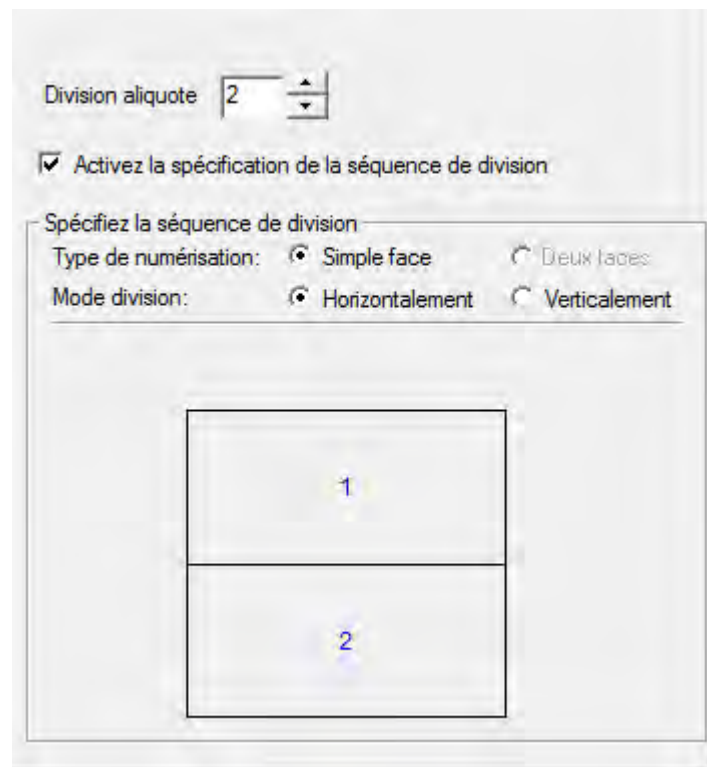 Division aliquote 2
Activez la spécification de la séquence de division
Spécifiez la séquence de division
Type de numérisation: Simple face Deux faces
Mode division: Horizontalement Verticalement
1
2